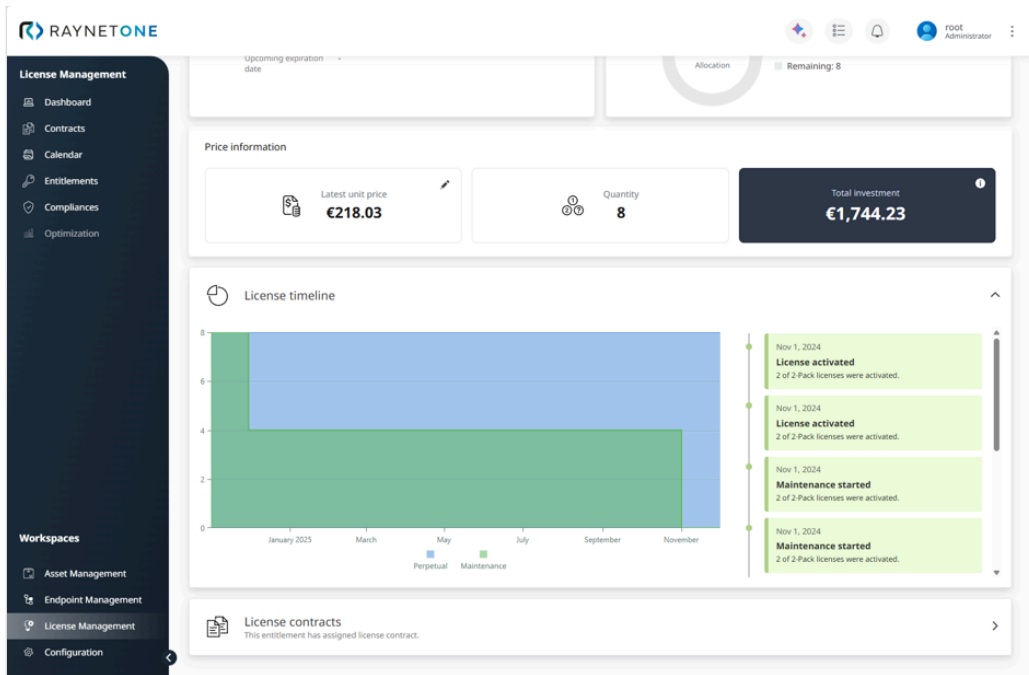 RAYNETONE
root
Administrator
License Management
Dashboard
Contracts
Calendar
Entitlements
Compliances
Optimization
Workspaces
Asset Management
Endpoint Management
License Management
Configuration
Upcoming expiration date
-
Allocation
Remaining: 8
Price information
Latest unit price
€218.03
Quantity
8
Total investment
€1,744.23
License timeline
8
6
4
2
0
January 2025
March
May
July
September
November
Perpetual
Maintenance
Nov 1, 2024
License activated
2 of 2-Pack licenses were activated.
Nov 1, 2024
License activated
2 of 2-Pack licenses were activated.
Nov 1, 2024
Maintenance started
2 of 2-Pack licenses were activated.
Nov 1, 2024
Maintenance started
2 of 2-Pack licenses were activated.
License contracts
This entitlement has assigned license contract.